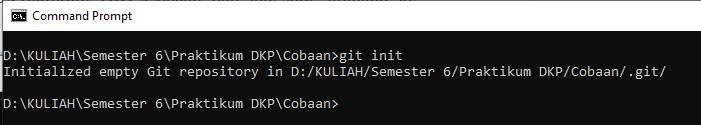 Command Prompt
D:\KULIAH\Semester 6\Praktikum DKP\Cobaan>git init
Initialized empty Git repository in D:/KULIAH/Semester 6/Praktikum DKP/Cobaan/.git/
D:\KULIAH\Semester 6\Praktikum DKP\Cobaan>